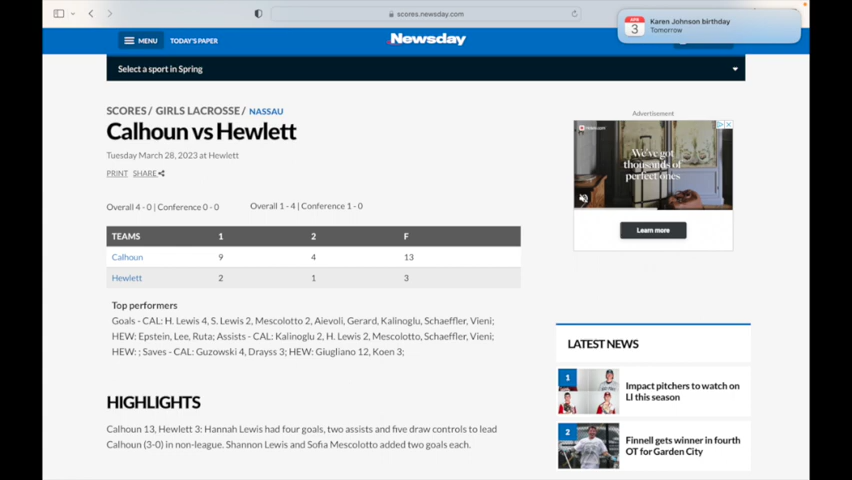 scores.newsday.com
APR
3
Karen Johnson birthday
Tomorrow
MENU
TODAY'S PAPER
Newsday
Select a sport in Spring
SCORES/ GIRLS LACROSSE/ NASSAU
Calhoun vs Hewlett
Tuesday March 28, 2023 at Hewlett
PRINT SHARE
Overall 4 - 0 | Conference 0 - 0
Overall 1 - 4 | Conference 1 - 0
TEAMS 1 2 F
Calhoun 9 4 13
Hewlett 2 1 3
Top performers
Goals - CAL: H. Lewis 4, S. Lewis 2, Mescolotto 2, Aievoli, Gerard, Kalinoglu, Schaeffler, Vieni;
HEW: Epstein, Lee, Ruta; Assists - CAL: Kalinoglu 2, H. Lewis 2, Mescolotto, Schaeffler, Vieni;
HEW: ; Saves - CAL: Guzowski 4, Drayss 3; HEW: Giugliano 12, Koen 3;
HIGHLIGHTS
Calhoun 13, Hewlett 3: Hannah Lewis had four goals, two assists and five draw controls to lead
Calhoun (3-0) in non-league. Shannon Lewis and Sofia Mescolotto added two goals each.
Advertisement
We've got
thousands of
perfect ones
Learn more
LATEST NEWS
1
Impact pitchers to watch on
LI this season
2
Finnell gets winner in fourth
OT for Garden City